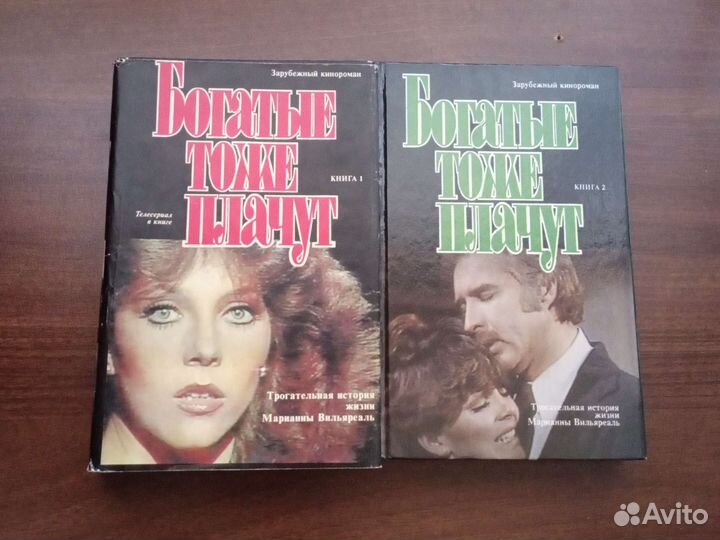 Зарубежный кинороман
Богатые
тоже
плачут
КНИГА 1
Телесериал
в книге
Трогательная история
жизни
Марианны Вильяреаль
Зарубежный кинороман
Богатые
тоже
плачут
КНИГА 2
Трогательная история
жизни
Марианны Вильяреаль
Avito